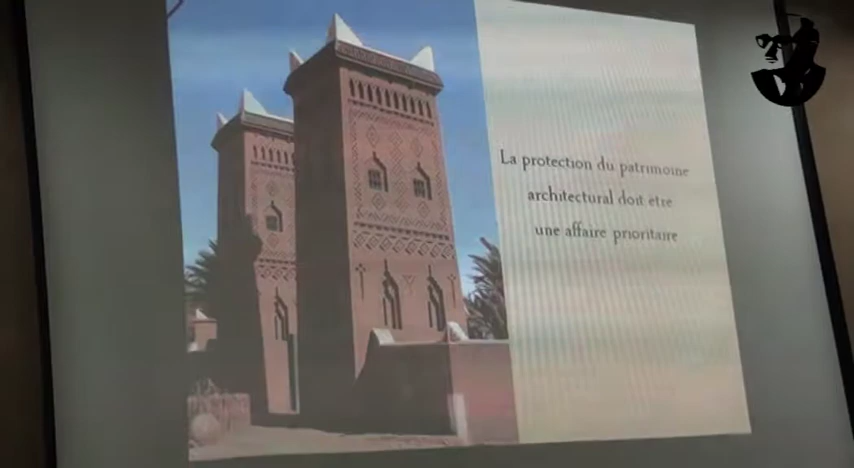 La protection du patrimoine
architectural doit être
une affaire prioritaire